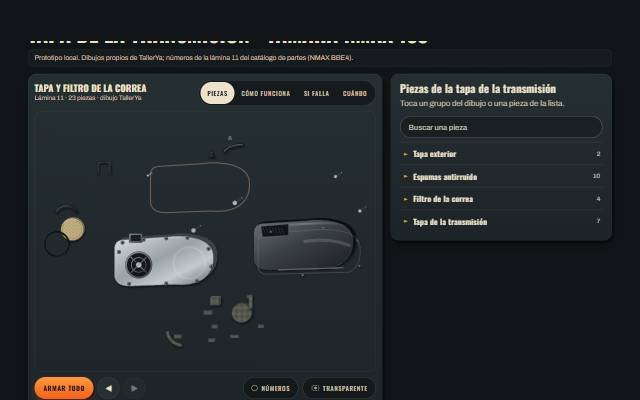 Prototipo local. Dibujos propios de TallerYa; números de la lámina 11 del catálogo de partes (NMAX BBE4).
TAPA Y FILTRO DE LA CORREA
Lámina 11 · 23 piezas · dibujo TallerYa
PIEZAS
CÓMO FUNCIONA
SI FALLA
CUÁNDO
ARMAR TODO
NÚMEROS
TRANSPARENTE
Piezas de la tapa de la transmisión
Toca un grupo del dibujo o una pieza de la lista.
Buscar una pieza
Tapa exterior 2
Espumas antirruido 10
Filtro de la correa 4
Tapa de la transmisión 7